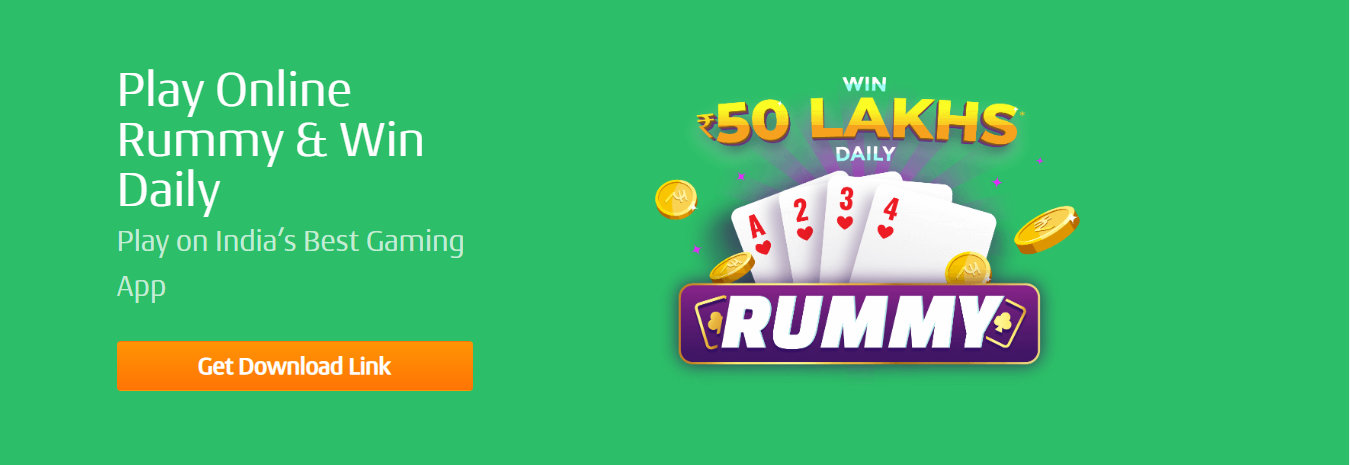 Play Online
Rummy & Win
Daily
Play on India's Best Gaming
App
Get Download Link
WIN
₹50 LAKHS*
DAILY
A 2 3 4
RUMMY